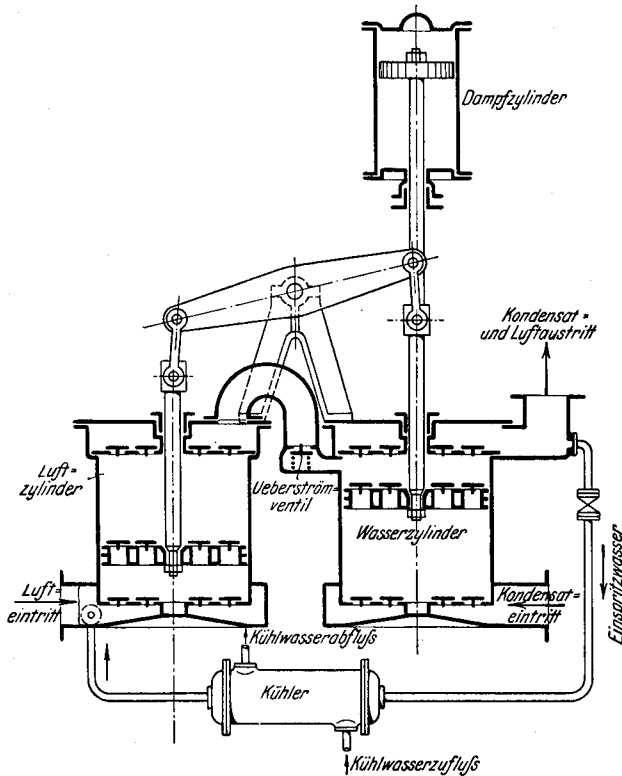 Dampfzylinder
Kondensat=
und Luftaustritt
Luft=
zylinder
Ueberström=
ventil
Wasserzylinder
Einspritzwasser
Luft=
eintritt
Kondensat=
eintritt
Kühlwasserabfluß
Kühler
Kühlwasserzufluß